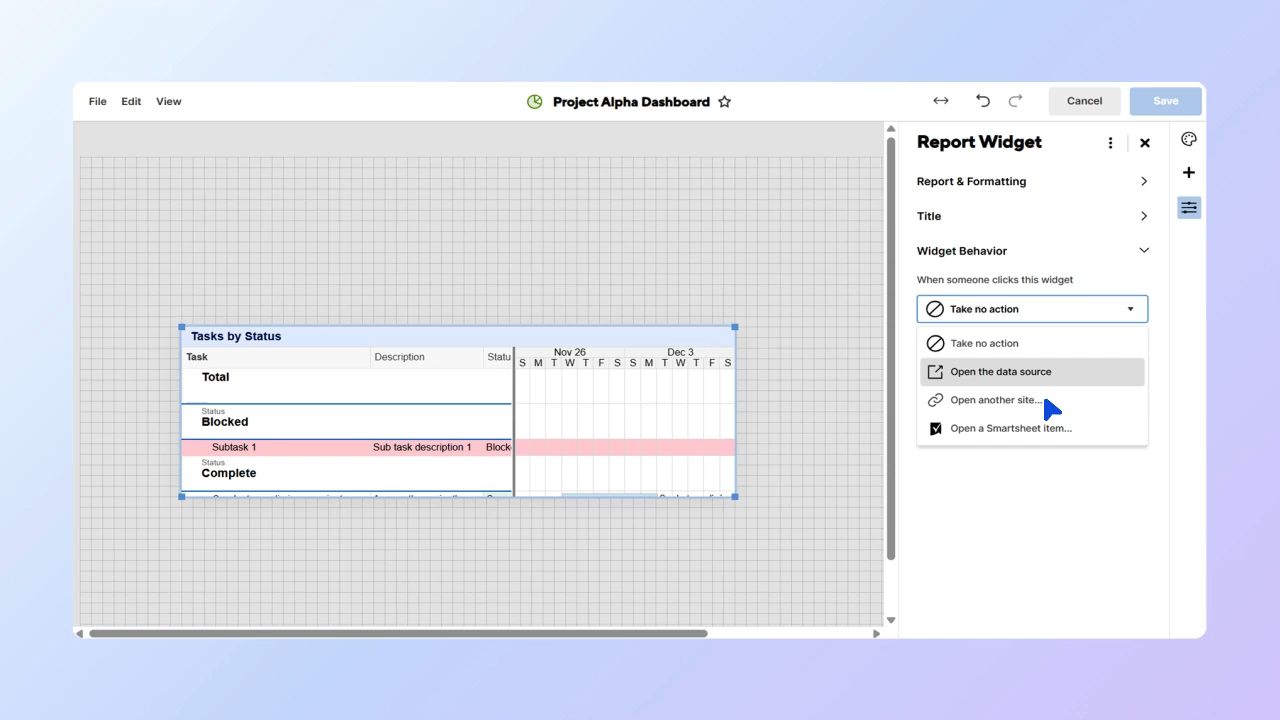 File Edit View
Project Alpha Dashboard
Cancel Save
Report Widget
Report & Formatting
Title
Widget Behavior
When someone clicks this widget
Take no action
Take no action
Open the data source
Open another site...
Open a Smartsheet item...
Tasks by Status
Nov 26 Dec 3
Task Description Statu
S M T W T F S S M T W T F S
Total
Status
Blocked
Subtask 1 Sub task description 1 Block
Status
Complete